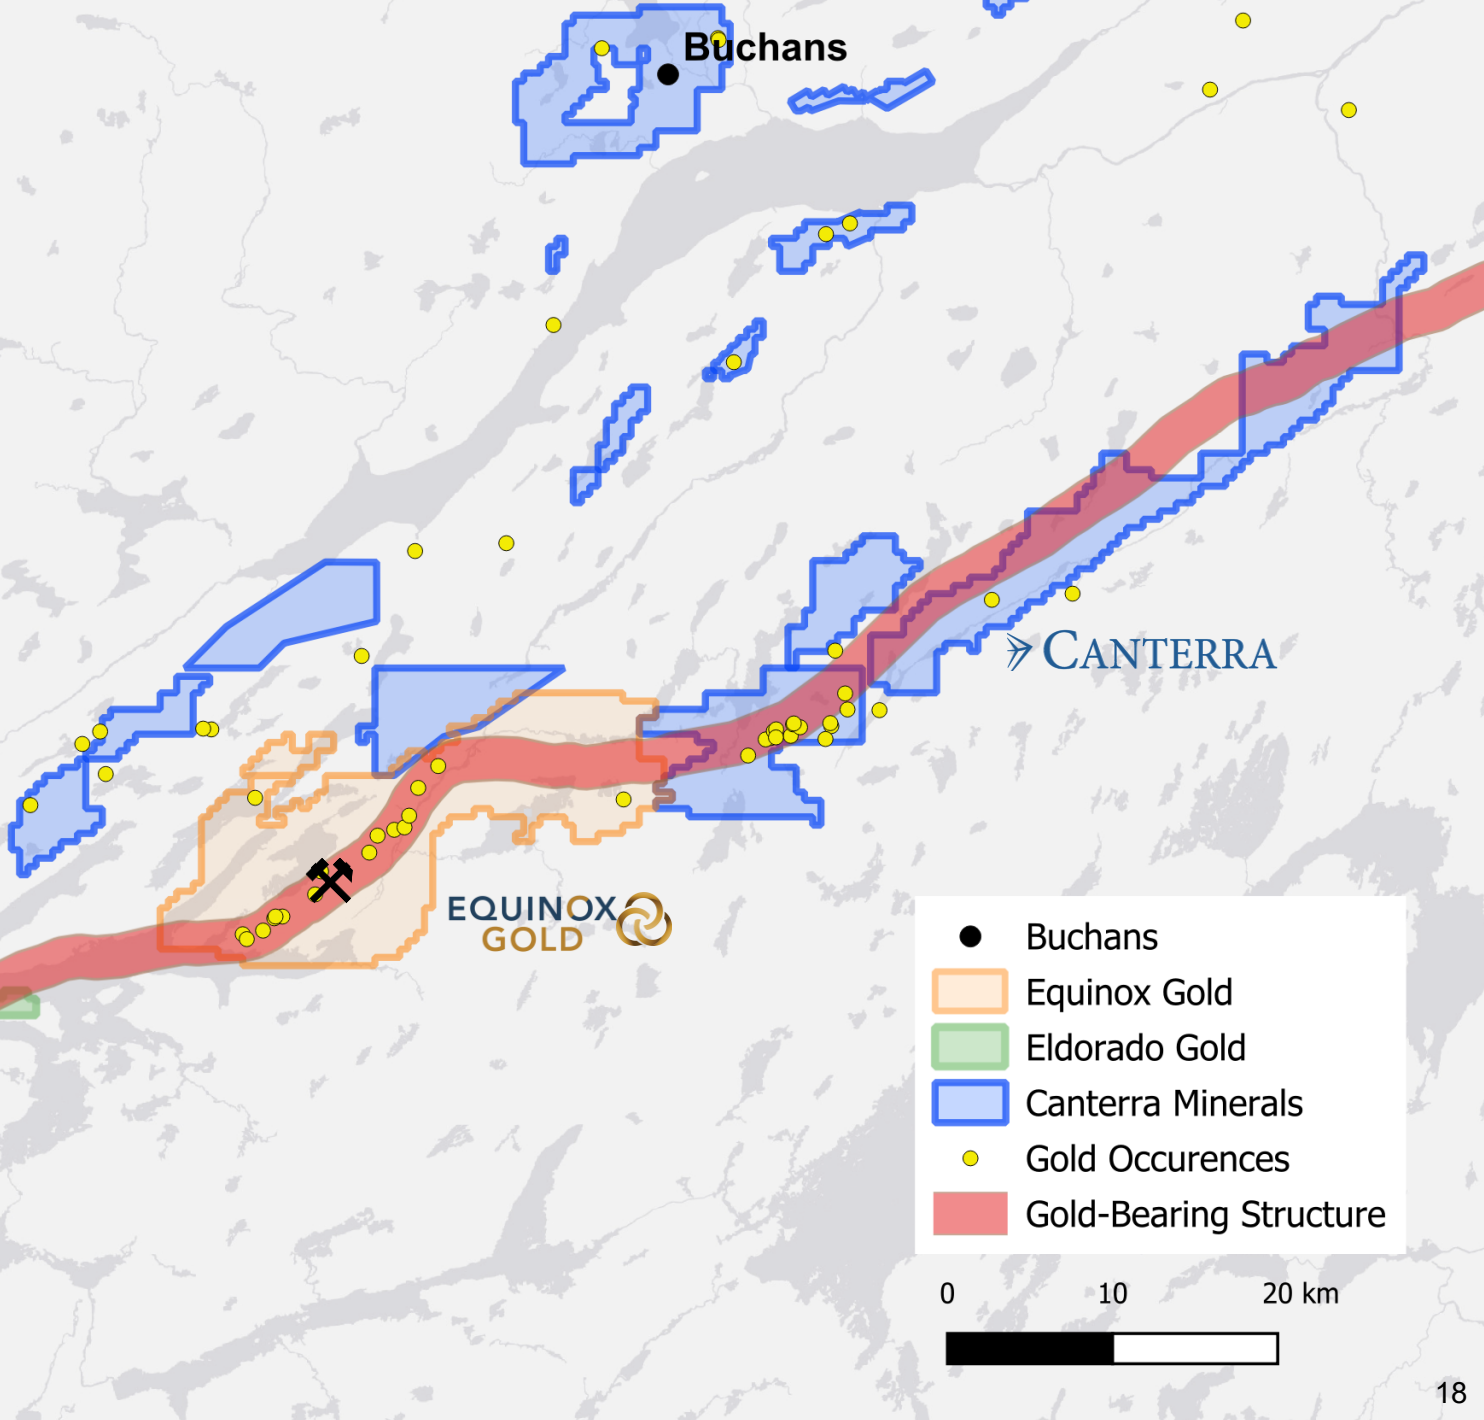 Buchans
CANTERRA
EQUINOX
GOLD
Buchans
Equinox Gold
Eldorado Gold
Canterra Minerals
Gold Occurences
Gold-Bearing Structure
0 10 20 km
18